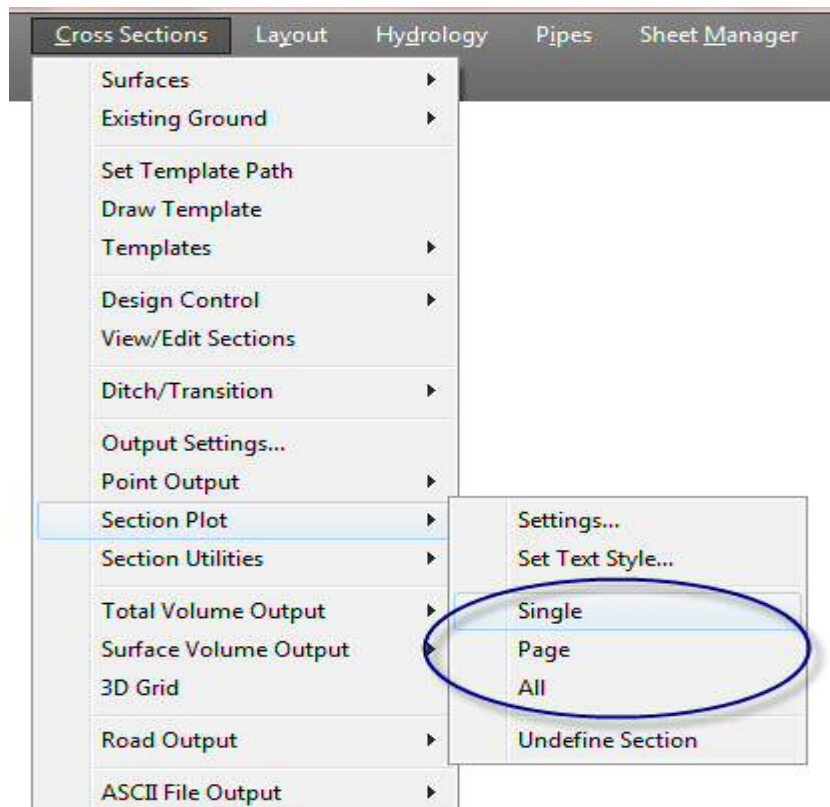 Cross Sections Layout Hydrology Pipes Sheet Manager
Surfaces
Existing Ground
Set Template Path
Draw Template
Templates
Design Control
View/Edit Sections
Ditch/Transition
Output Settings...
Point Output
Section Plot
Section Utilities
Total Volume Output
Surface Volume Output
3D Grid
Road Output
ASCII File Output
Settings...
Set Text Style...
Single
Page
All
Undefine Section